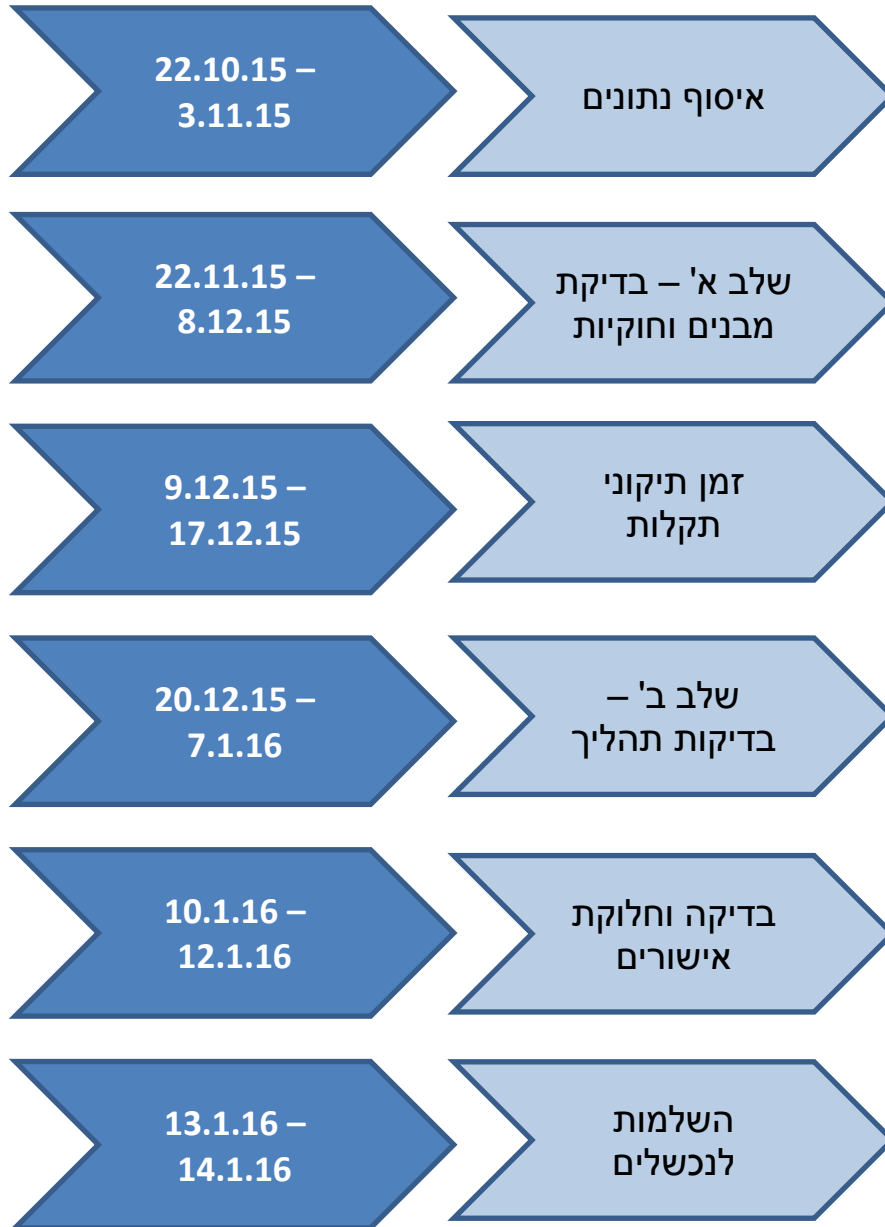 22.10.15 –
3.11.15
איסוף נתונים
22.11.15 –
8.12.15
שלב א' – בדיקת
מבנים וחוקיות
9.12.15 –
17.12.15
זמן תיקוני
תקלות
20.12.15 –
7.1.16
שלב ב' –
בדיקות תהליך
10.1.16 –
12.1.16
בדיקה וחלוקת
אישורים
13.1.16 –
14.1.16
השלמות
לנכשלים